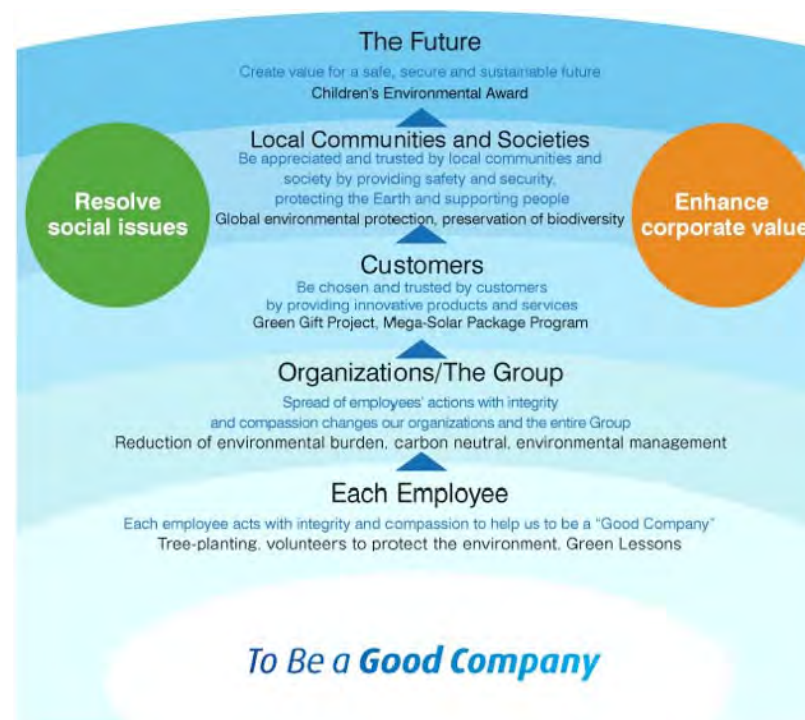 The Future
Create value for a safe, secure and sustainable future
Children's Environmental Award
Local Communities and Societies
Be appreciated and trusted by local communities and
society by providing safety and security,
protecting the Earth and supporting people
Global environmental protection, preservation of biodiversity
Resolve
social issues
Enhance
corporate value
Customers
Be chosen and trusted by customers
by providing innovative products and services
Green Gift Project, Mega-Solar Package Program
Organizations/The Group
Spread of employees' actions with integrity
and compassion changes our organizations and the entire Group
Reduction of environmental burden, carbon neutral, environmental management
Each Employee
Each employee acts with integrity and compassion to help us to be a "Good Company"
Tree-planting, volunteers to protect the environment, Green Lessons
To Be a Good Company